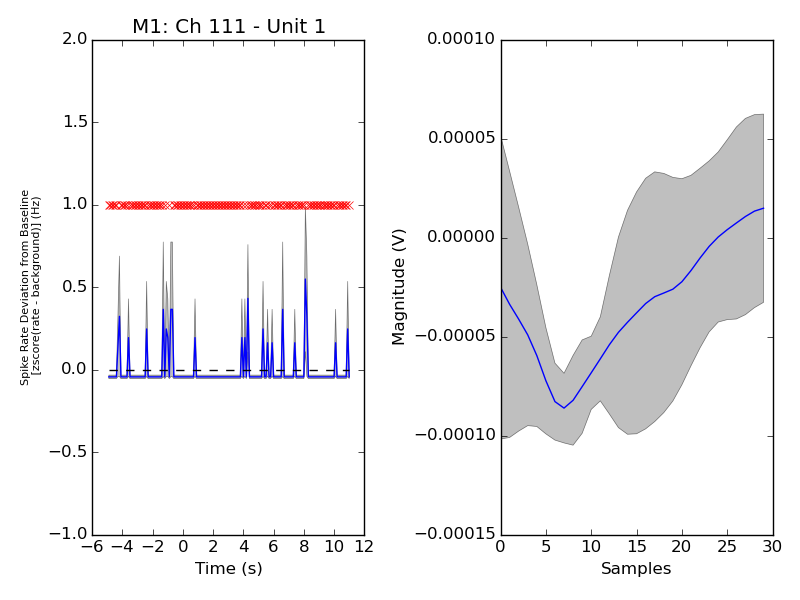 M1: Ch 111 - Unit 1
2.0
1.5
1.0
0.5
0.0
−0.5
−1.0
−6 −4 −2 0 2 4 6 8 10 12
Time (s)
Spike Rate Deviation from Baseline
[zscore(rate - background)] (Hz)
0.00010
0.00005
0.00000
−0.00005
−0.00010
−0.00015
0 5 10 15 20 25 30
Samples
Magnitude (V)